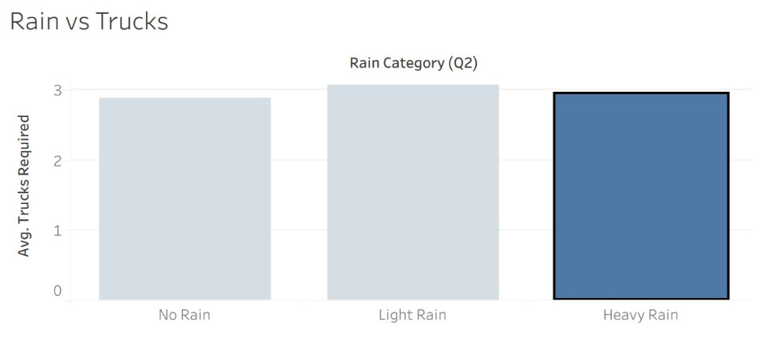 Rain vs Trucks
Rain Category (Q2)
Avg. Trucks Required
3
2
1
0
No Rain
Light Rain
Heavy Rain